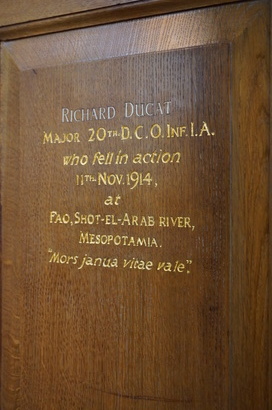 RICHARD DUCAT
MAJOR 20TH. D. C. O. INF. I. A.
who fell in action
11TH. NOV. 1914,
at
FAO, SHOT-EL-ARAB RIVER,
MESOPOTAMIA.
"Mors janua vitae vale".